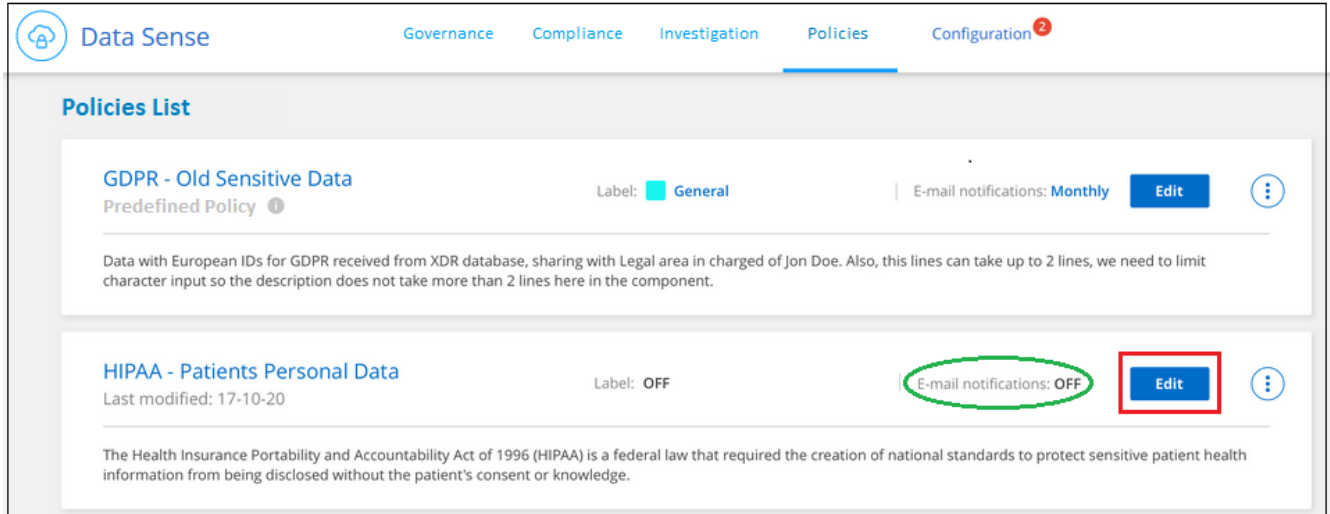 Data Sense Governance Compliance Investigation Policies Configuration 2
Policies List
GDPR - Old Sensitive Data Label: General E-mail notifications: Monthly Edit
Predefined Policy i
Data with European IDs for GDPR received from XDR database, sharing with Legal area in charged of Jon Doe. Also, this lines can take up to 2 lines, we need to limit
character input so the description does not take more than 2 lines here in the component.
HIPAA - Patients Personal Data Label: OFF E-mail notifications: OFF Edit
Last modified: 17-10-20
The Health Insurance Portability and Accountability Act of 1996 (HIPAA) is a federal law that required the creation of national standards to protect sensitive patient health
information from being disclosed without the patient's consent or knowledge.